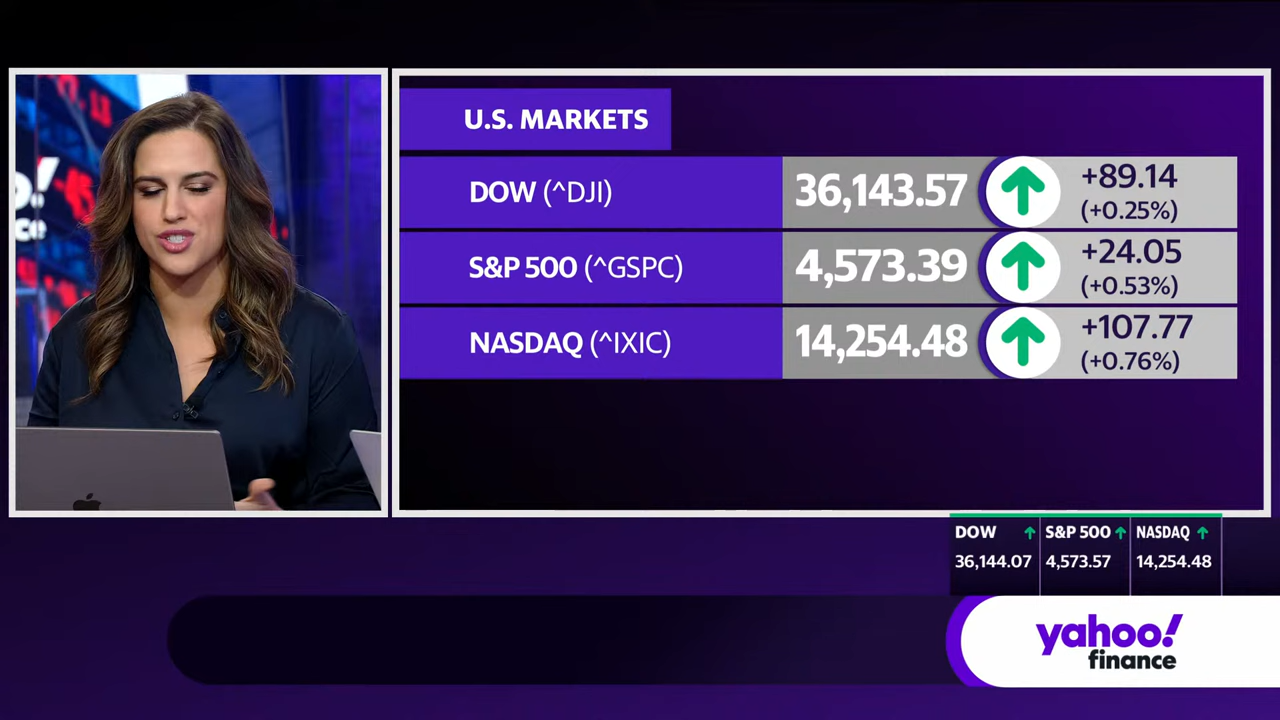 U.S. MARKETS
DOW (^DJI) 36,143.57 +89.14
(+0.25%)
S&P 500 (^GSPC) 4,573.39 +24.05
(+0.53%)
NASDAQ (^IXIC) 14,254.48 +107.77
(+0.76%)
DOW S&P 500 NASDAQ
36,144.07 4,573.57 14,254.48
yahoo!
finance